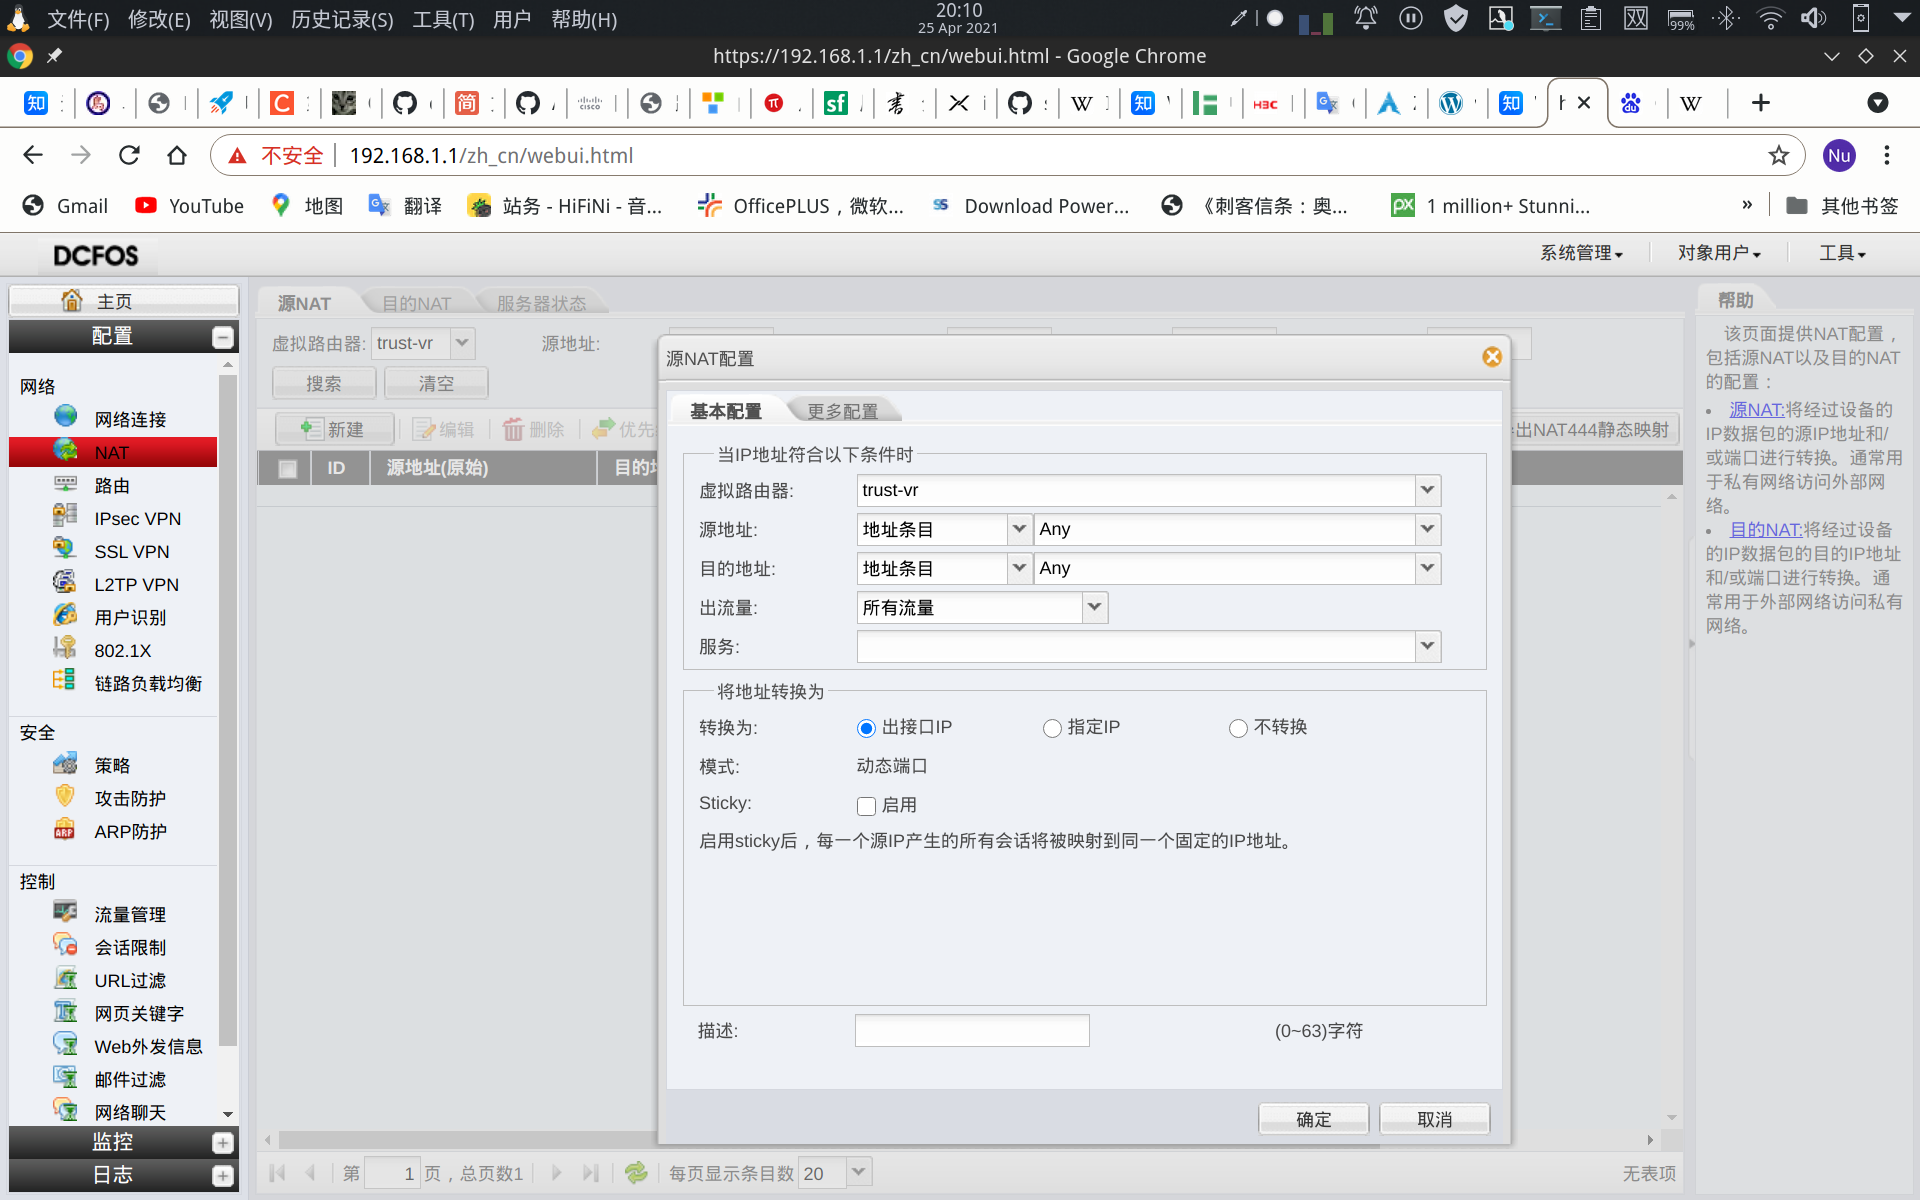 文件(F) 修改(E) 视图(V) 历史记录(S) 工具(T) 用户 帮助(H)
20:10
25 Apr 2021
双
99%
https://192.168.1.1/zh_cn/webui.html - Google Chrome
不安全 192.168.1.1/zh_cn/webui.html
Nu
Gmail YouTube 地图 翻译 站务 - HiFiNi - 音... OfficePLUS，微软... Download Power... 《刺客信条：奥... 1 million+ Stunni... » 其他书签
DCFOS
系统管理 对象用户 工具
主页
配置
网络
网络连接
NAT
路由
IPsec VPN
SSL VPN
L2TP VPN
用户识别
802.1X
链路负载均衡
安全
策略
攻击防护
ARP防护
控制
流量管理
会话限制
URL过滤
网页关键字
Web外发信息
邮件过滤
网络聊天
监控
日志
源NAT 目的NAT 服务器状态
虚拟路由器: trust-vr 源地址:
搜索 清空
新建 编辑 删除 优先 出NAT444静态映射
ID 源地址(原始) 目的地
源NAT配置
基本配置 更多配置
当IP地址符合以下条件时
虚拟路由器: trust-vr
源地址: 地址条目 Any
目的地址: 地址条目 Any
出流量: 所有流量
服务:
将地址转换为
转换为: 出接口IP 指定IP 不转换
模式: 动态端口
Sticky: 启用
启用sticky后，每一个源IP产生的所有会话将被映射到同一个固定的IP地址。
描述: (0~63)字符
确定 取消
第 1 页，总页数1 每页显示条目数 20 无表项
帮助
该页面提供NAT配置，
包括源NAT以及目的NAT
的配置：
• 源NAT:将经过设备的
IP数据包的源IP地址和/
或端口进行转换。通常用
于私有网络访问外部网
络。
• 目的NAT:将经过设备
的IP数据包的目的IP地址
和/或端口进行转换。通
常用于外部网络访问私有
网络。